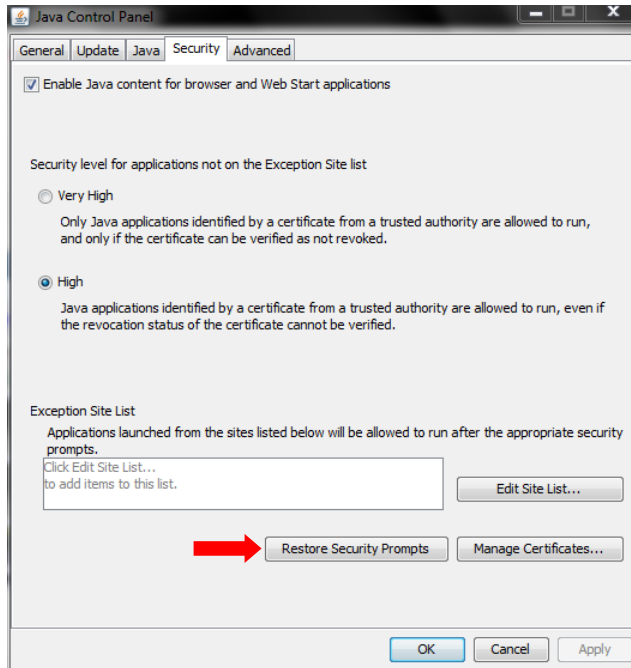 Java Control Panel
General Update Java Security Advanced
Enable Java content for browser and Web Start applications
Security level for applications not on the Exception Site list
Very High
Only Java applications identified by a certificate from a trusted authority are allowed to run,
and only if the certificate can be verified as not revoked.
High
Java applications identified by a certificate from a trusted authority are allowed to run, even if
the revocation status of the certificate cannot be verified.
Exception Site List
Applications launched from the sites listed below will be allowed to run after the appropriate security
prompts.
Click Edit Site List...
to add items to this list.
Edit Site List...
Restore Security Prompts Manage Certificates...
OK Cancel Apply